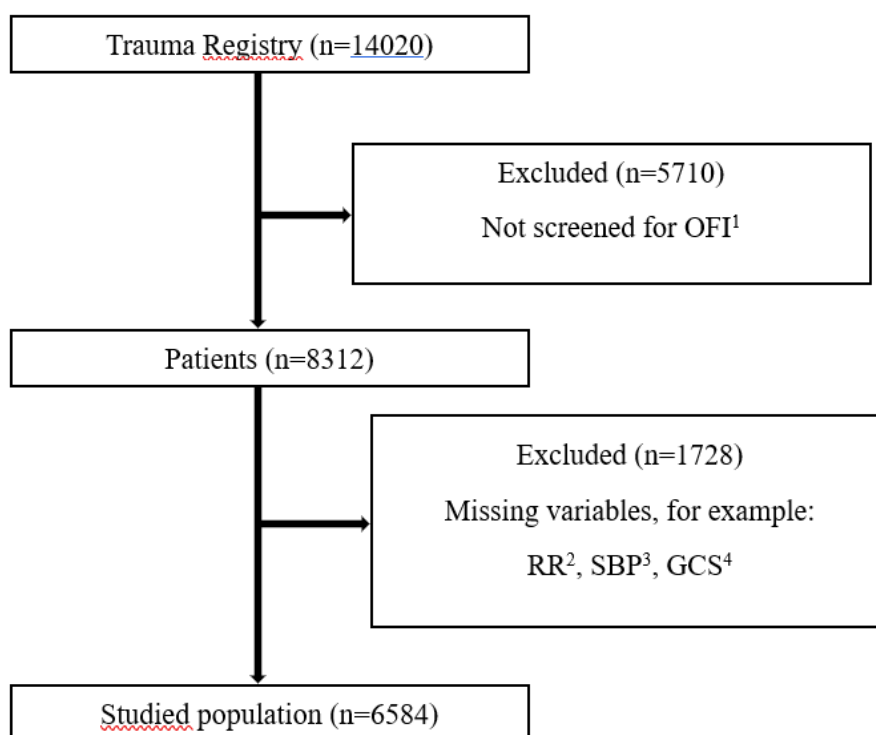 Trauma Registry (n=14020)
Excluded (n=5710)
Not screened for OFI¹
Patients (n=8312)
Excluded (n=1728)
Missing variables, for example:
RR², SBP³, GCS⁴
Studied population (n=6584)